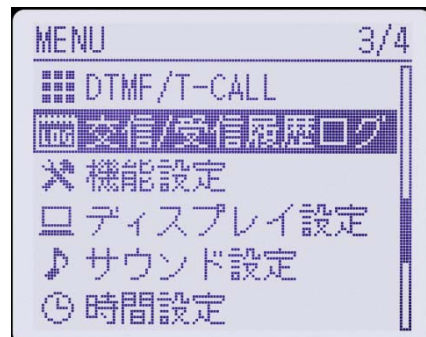 MENU 3/4
DTMF/T-CALL
LOG 交信/受信履歴ログ
機能設定
ディスプレイ設定
サウンド設定
時間設定